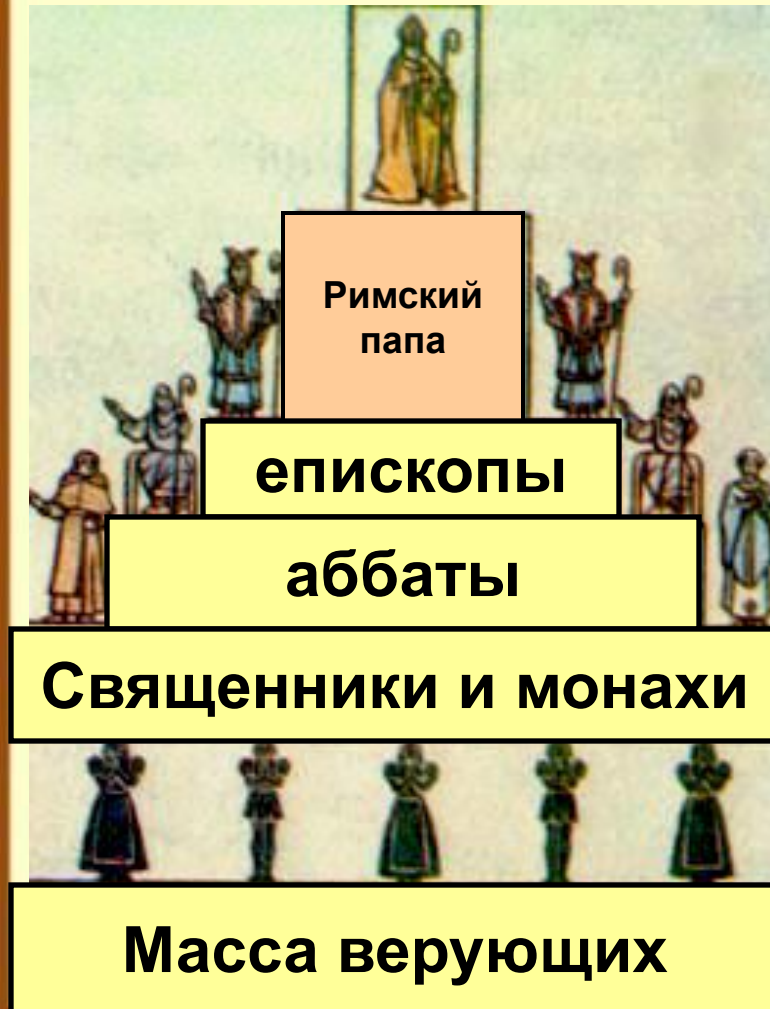 Римский
папа
епископы
аббаты
Священники и монахи
Масса верующих